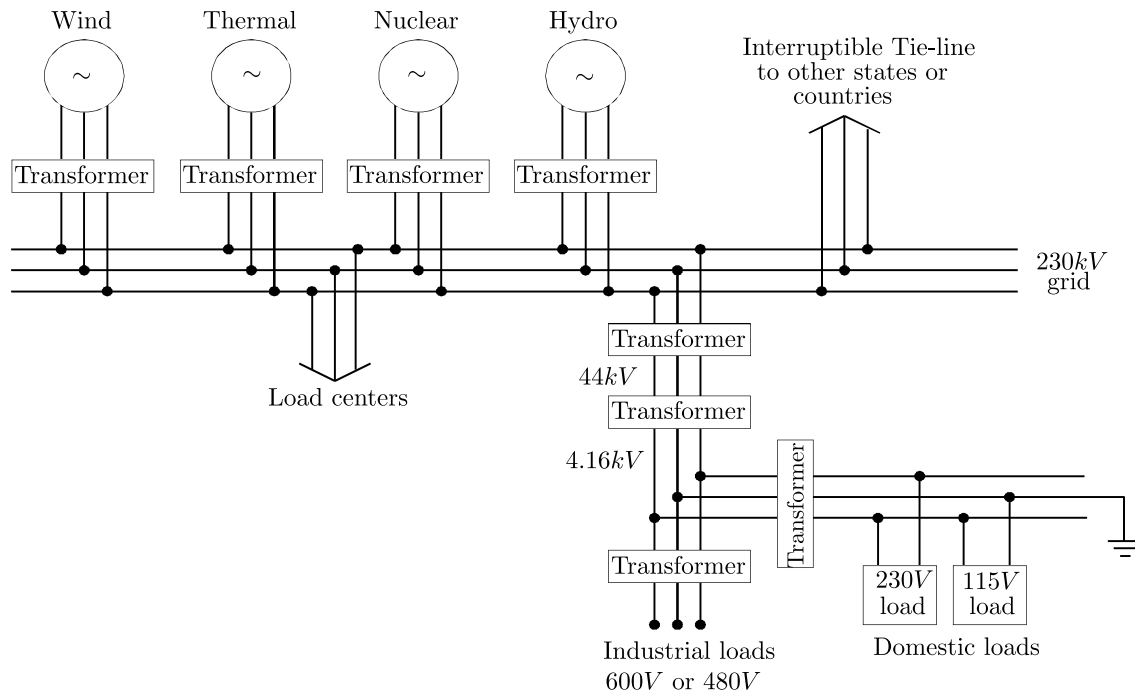 Wind
Thermal
Nuclear
Hydro
Interruptible Tie-line
to other states or
countries
~
~
~
~
Transformer
Transformer
Transformer
Transformer
230kV
grid
Transformer
44kV
Load centers
Transformer
4.16kV
Transformer
Transformer
230V
load
115V
load
Domestic loads
Industrial loads
600V or 480V